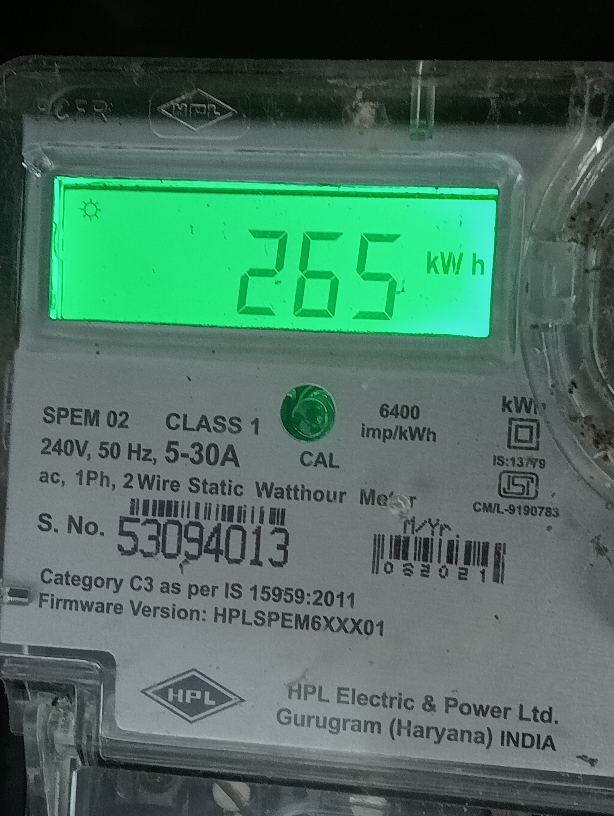 HPL
265 kWh
SPEM 02 CLASS 1
6400
imp/kWh
kWh
240V, 50 Hz, 5-30A
CAL
IS:13779
ac, 1Ph, 2 Wire Static Watthour Meter
CM/L-9190783
M/Yr
S. No. 53094013
062021
Category C3 as per IS 15959:2011
Firmware Version: HPLSPEM6XXX01
HPL
HPL Electric & Power Ltd.
Gurugram (Haryana) INDIA